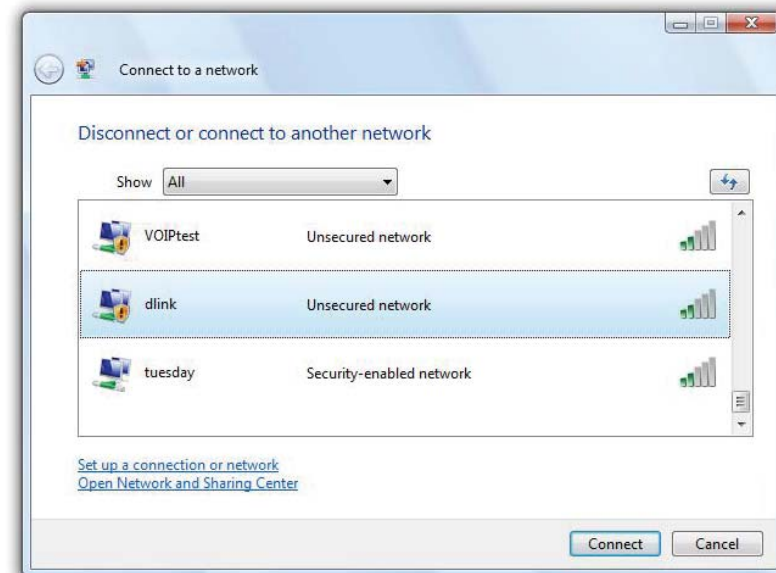 Connect to a network
Disconnect or connect to another network
Show All
VOIPtest Unsecured network
dlink Unsecured network
tuesday Security-enabled network
Set up a connection or network
Open Network and Sharing Center
Connect Cancel